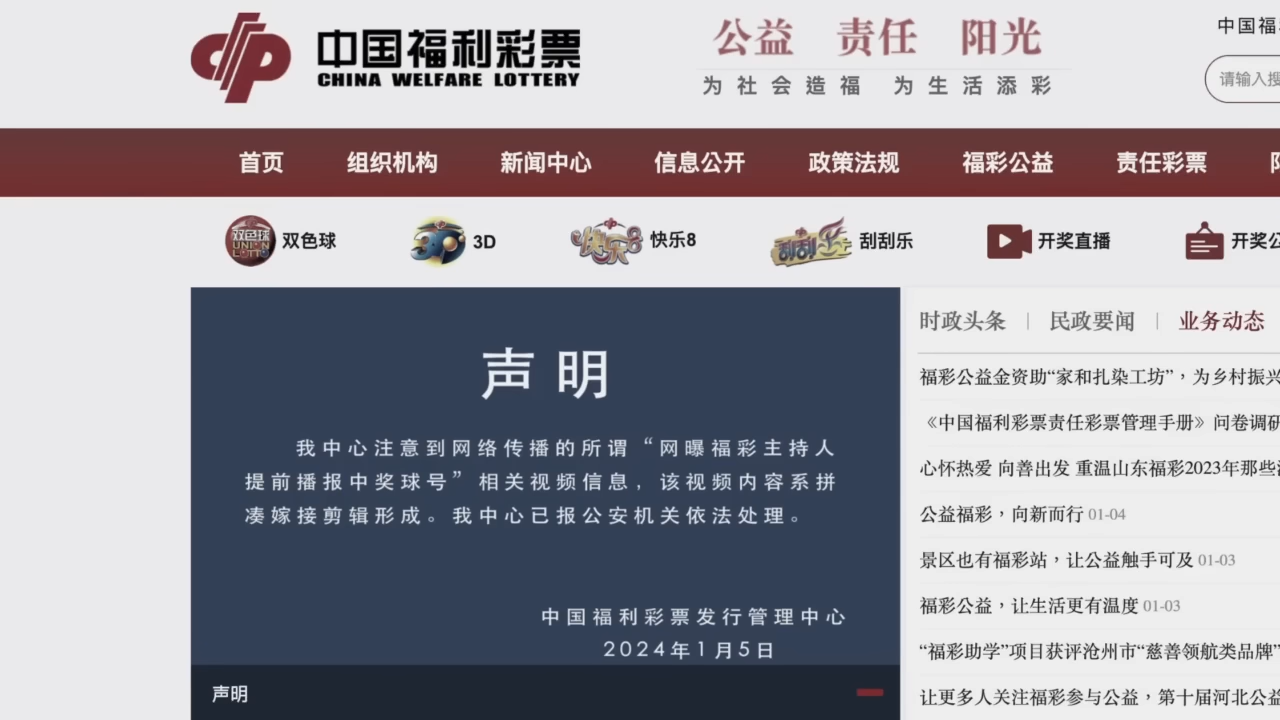 中国福利彩票
CHINA WELFARE LOTTERY
公益 责任 阳光
为社会造福 为生活添彩
中国福
请输入搜
首页 组织机构 新闻中心 信息公开 政策法规 福彩公益 责任彩票
双色球 UNION LOTTO 双色球 3D 3D 快乐8 快乐8 刮刮乐 刮刮乐 开奖直播 开奖公
声明
我中心注意到网络传播的所谓“网曝福彩主持人
提前播报中奖球号”相关视频信息，该视频内容系拼
凑嫁接剪辑形成。我中心已报公安机关依法处理。
中国福利彩票发行管理中心
2024年1月5日
声明
时政头条 | 民政要闻 | 业务动态
福彩公益金资助“家和扎染工坊”，为乡村振兴
《中国福利彩票责任彩票管理手册》问卷调研
心怀热爱 向善出发 重温山东福彩2023年那些
公益福彩，向新而行 01-04
景区也有福彩站，让公益触手可及 01-03
福彩公益，让生活更有温度 01-03
“福彩助学”项目获评沧州市“慈善领航类品牌”
让更多人关注福彩参与公益，第十届河北公益